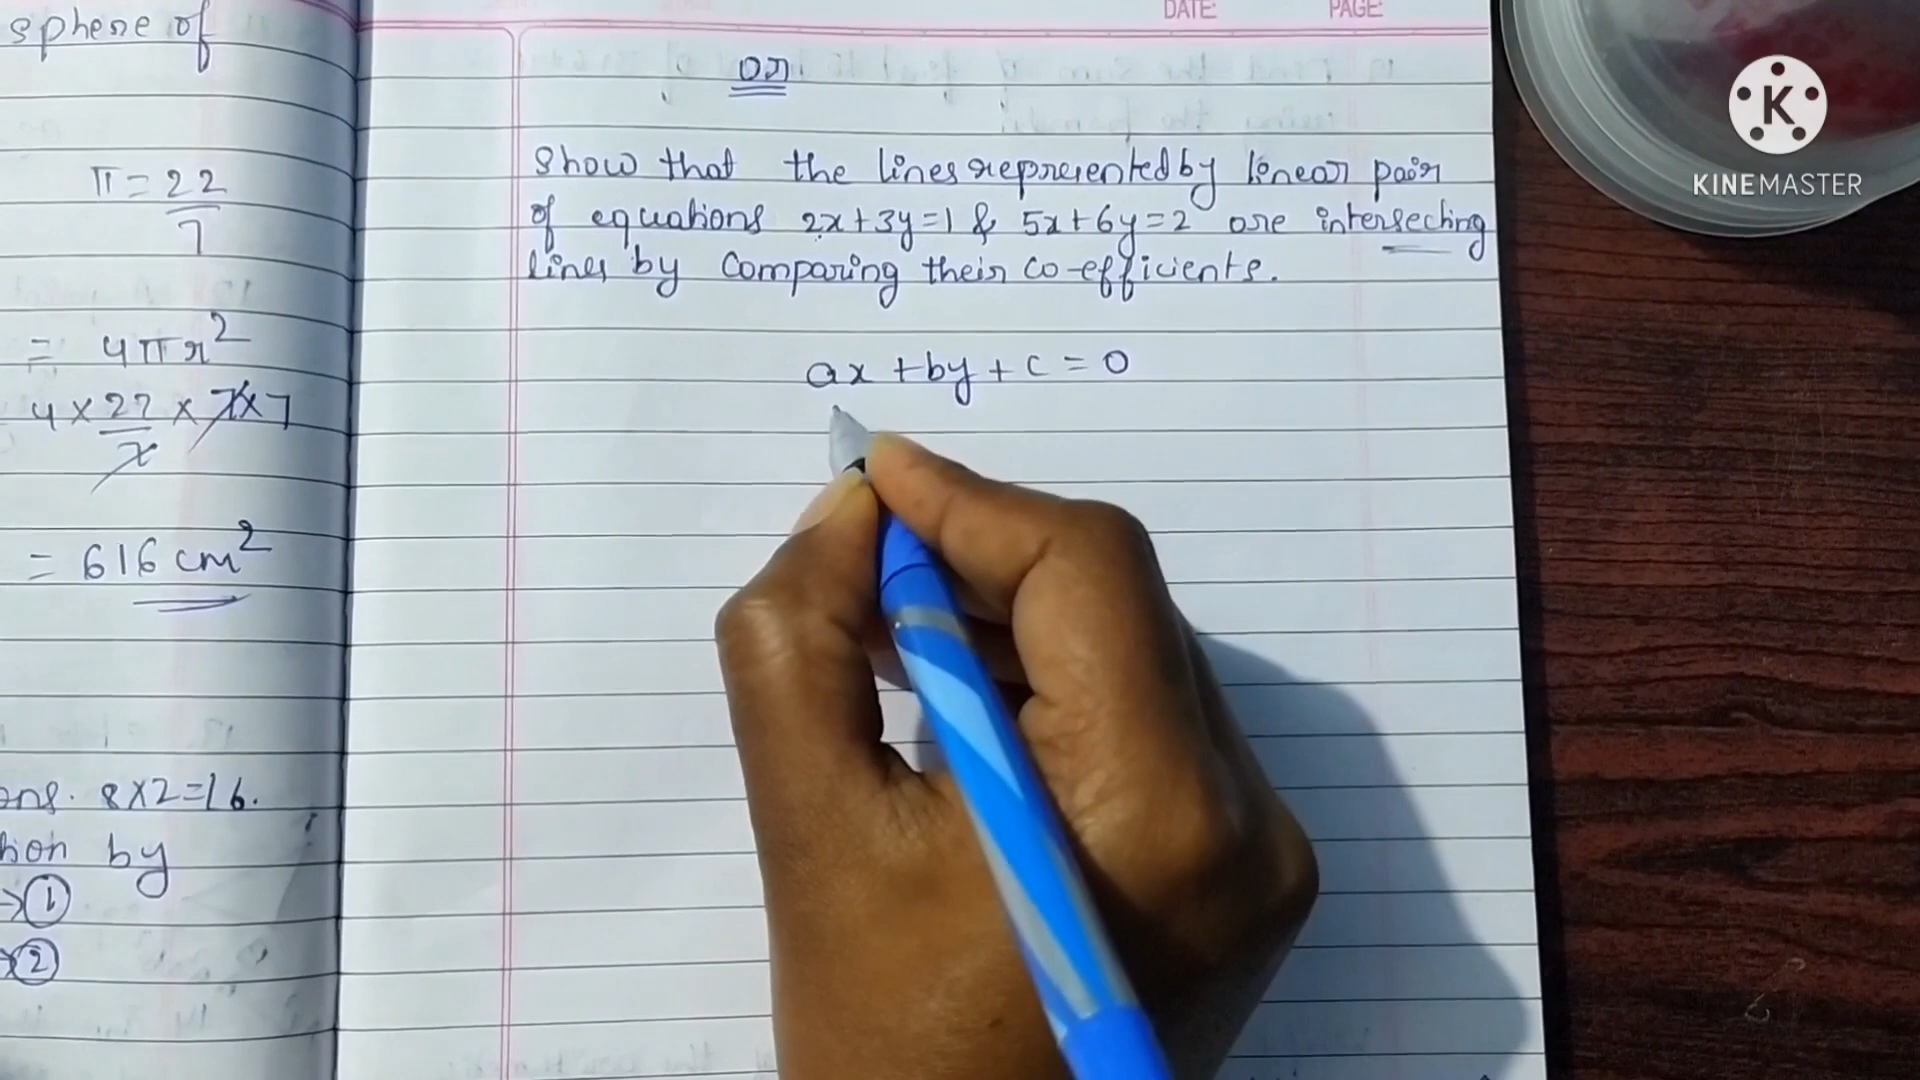 sphere of
π = 22
7
= 4πr²
4 × 22 × 7 × 7
7
= 616 cm²
8×2=16.
by
→①
②
DATE: PAGE:
or
Show that the lines represented by linear pair
of equations 2x+3y=1 & 5x+6y=2 are intersecting
lines by comparing their co-efficients.
ax + by + c = 0
K
KINEMASTER